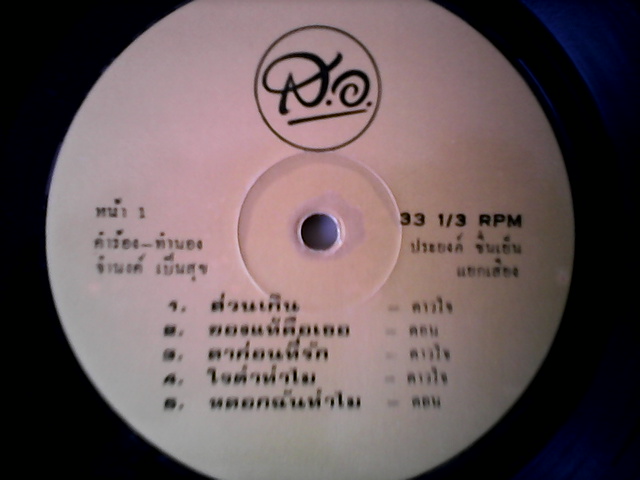 ส.อ.
หน้า 1
33 1/3 RPM
คำร้อง-ทำนอง
ประยงค์ ชื่นเย็น
จำนงค์ เป็นสุข
แยกเสียง
๑. ส่วนเกิน - ดาวใจ
๒. ของแท้คือเธอ - ดอน
๓. ลาก่อนที่รัก - ดาวใจ
๔. ใจดำทำไม - ดาวใจ
๕. หลอกฉันทำไม - ดอน